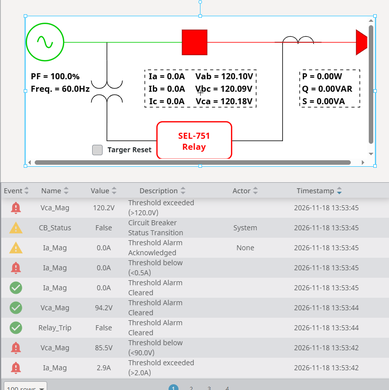 PF = 100.0%
Freq. = 60.0Hz
Ia = 0.0A Vab = 120.10V
Ib = 0.0A Vbc = 120.09V
Ic = 0.0A Vca = 120.18V
P = 0.00W
Q = 0.00VAR
S = 0.00VA
SEL-751
Relay
Targer Reset
Event Name Value Description Actor Timestamp
Vca_Mag 120.2V Threshold exceeded (>120.0V) 2026-11-18 13:53:45
CB_Status False Circuit Breaker Status Transition System 2026-11-18 13:53:45
Ia_Mag 0.0A Threshold Alarm Acknowledged None 2026-11-18 13:53:45
Ia_Mag 0.0A Threshold below (<0.5A) 2026-11-18 13:53:45
Ia_Mag 0.0A Threshold Alarm Cleared 2026-11-18 13:53:45
Vca_Mag 94.2V Threshold Alarm Cleared 2026-11-18 13:53:44
Relay_Trip False Threshold Alarm Cleared 2026-11-18 13:53:44
Vca_Mag 85.5V Threshold below (<90.0V) 2026-11-18 13:53:42
Ia_Mag 2.9A Threshold exceeded (>2.0A) 2026-11-18 13:53:42
100 rows 1 2 3 4